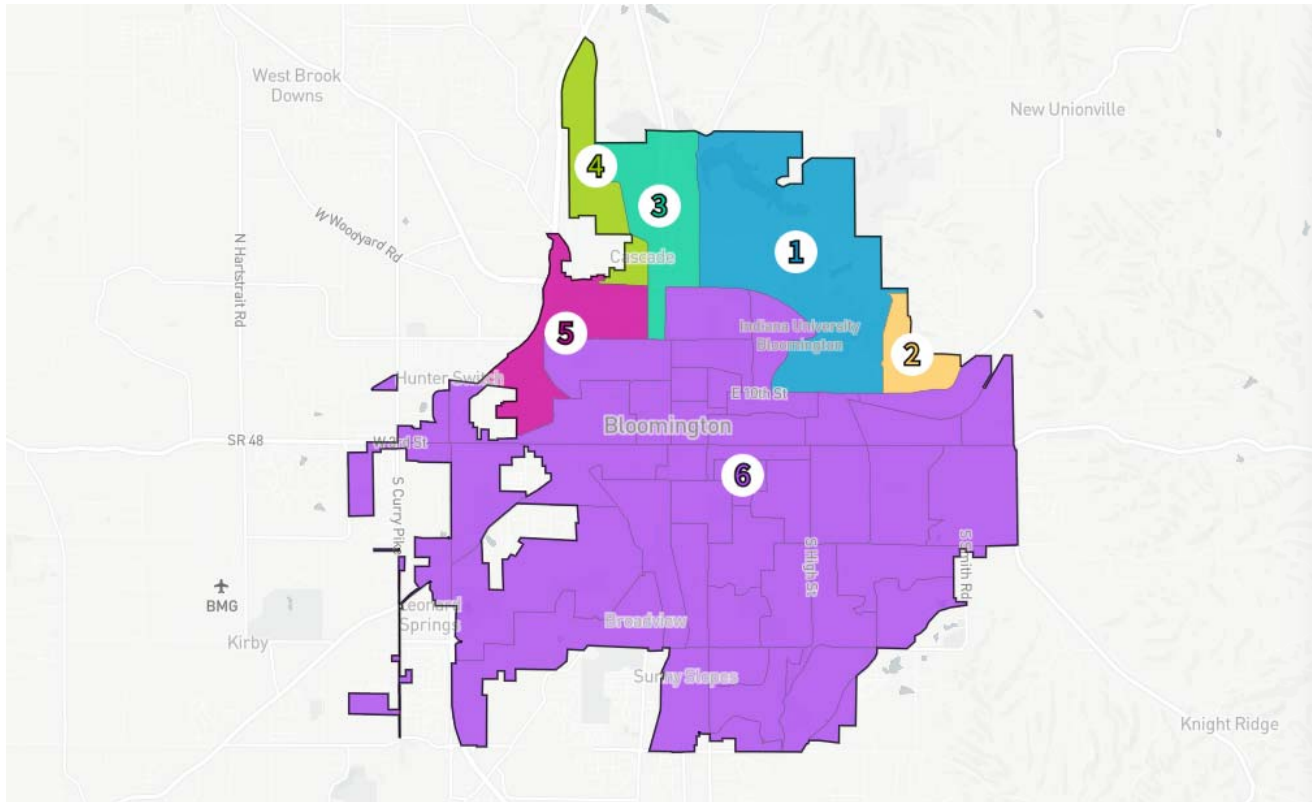 West Brook
Downs
New Unionville
4
3
W Woodyard Rd
N Hartstrait Rd
Cascade
1
5
Indiana University
Bloomington
2
Hunter Switch
E 10th St
Bloomington
SR 48
W 3rd St
6
S Curry Pike
S High St
S Smith Rd
BMG
Leonard
Springs
Broadview
Kirby
Sunny Slopes
Knight Ridge